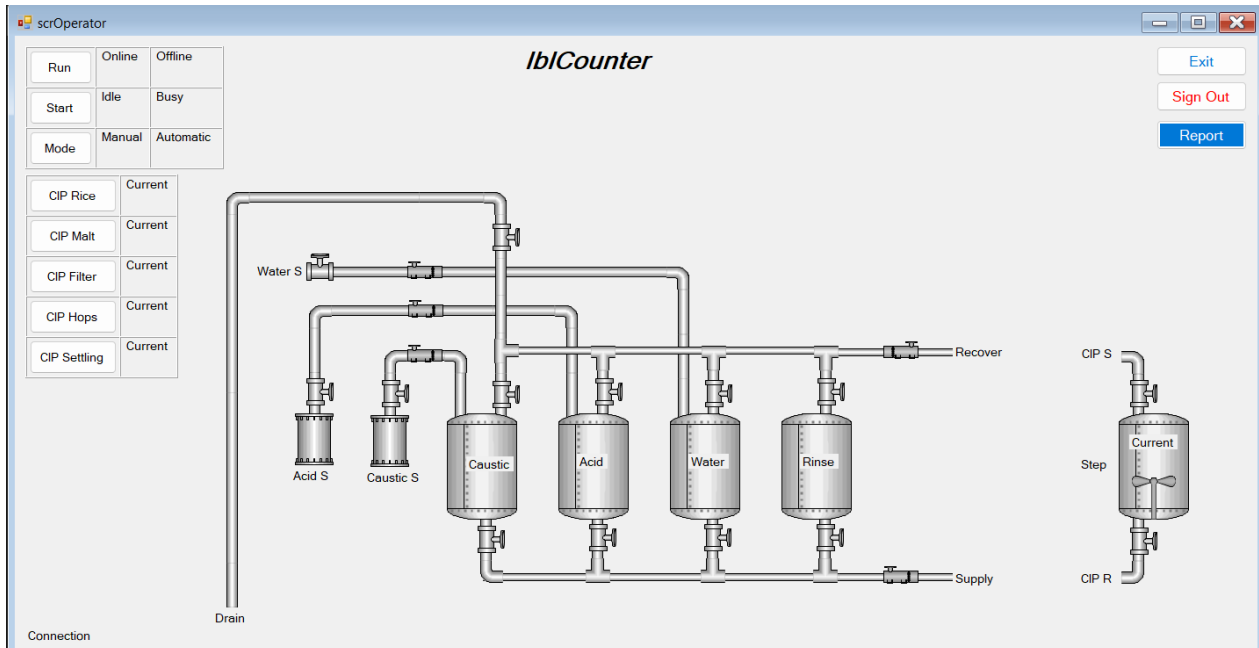 scrOperator
lblCounter
Exit
Sign Out
Report
Run Online Offline
Start Idle Busy
Mode Manual Automatic
CIP Rice Current
CIP Malt Current
CIP Filter Current
CIP Hops Current
CIP Settling Current
Water S
Recover
CIP S
Caustic
Acid
Water
Rinse
Current
Step
Acid S
Caustic S
Supply
CIP R
Drain
Connection